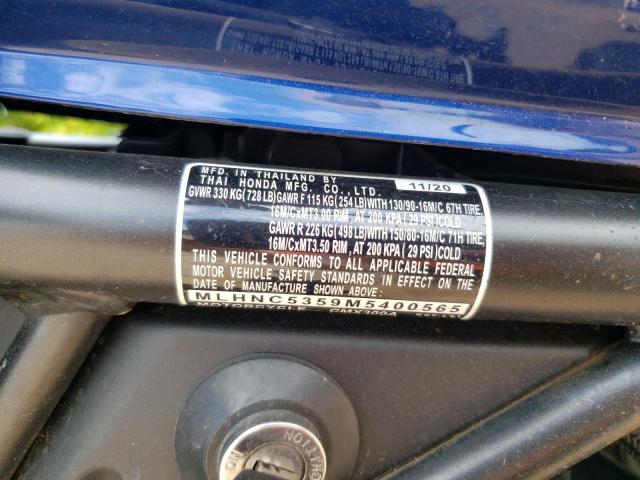 MFD. IN THAILAND BY
THAI HONDA MFG. CO., LTD. 11/20
GVWR 330 KG(728 LB)GAWR F 115 KG(254 LB)WITH 130/90-16M/C 67H TIRE,
16M/CxMT3.00 RIM, AT 200 KPA( 29 PSI)COLD
GAWR R 226 KG(498 LB)WITH 150/80-16M/C 71H TIRE,
16M/CxMT3.50 RIM, AT 200 KPA( 29 PSI)COLD
THIS VEHICLE CONFORMS TO ALL APPLICABLE FEDERAL
MOTOR VEHICLE SAFETY STANDARDS IN EFFECT ON THE
DATE OF MANUFACTURE SHOWN ABOVE.
MLHNC5359M5400565
MOTORCYCLE CMX300A
ON